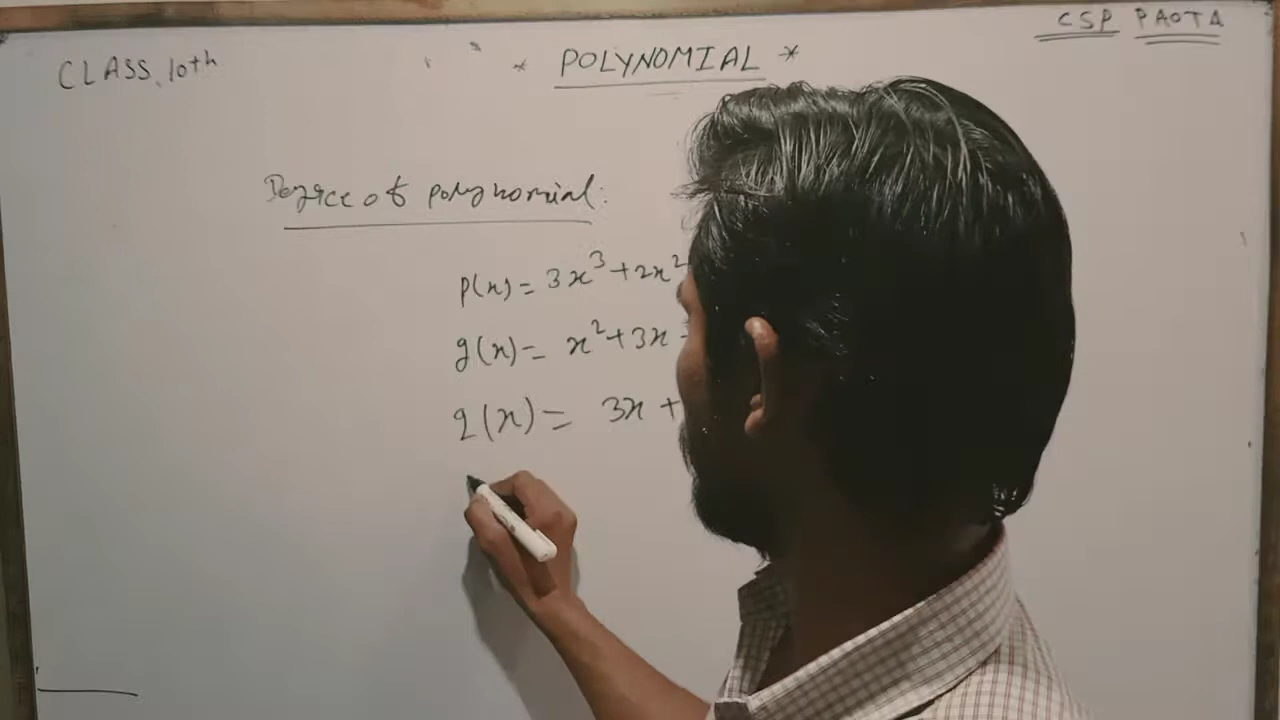 CSP PAOTA
CLASS, 10th
* POLYNOMIAL *
Degree of polynomial:
p(x) = 3x³ + 2x² +
g(x) = x² + 3x -
q(x) = 3x +